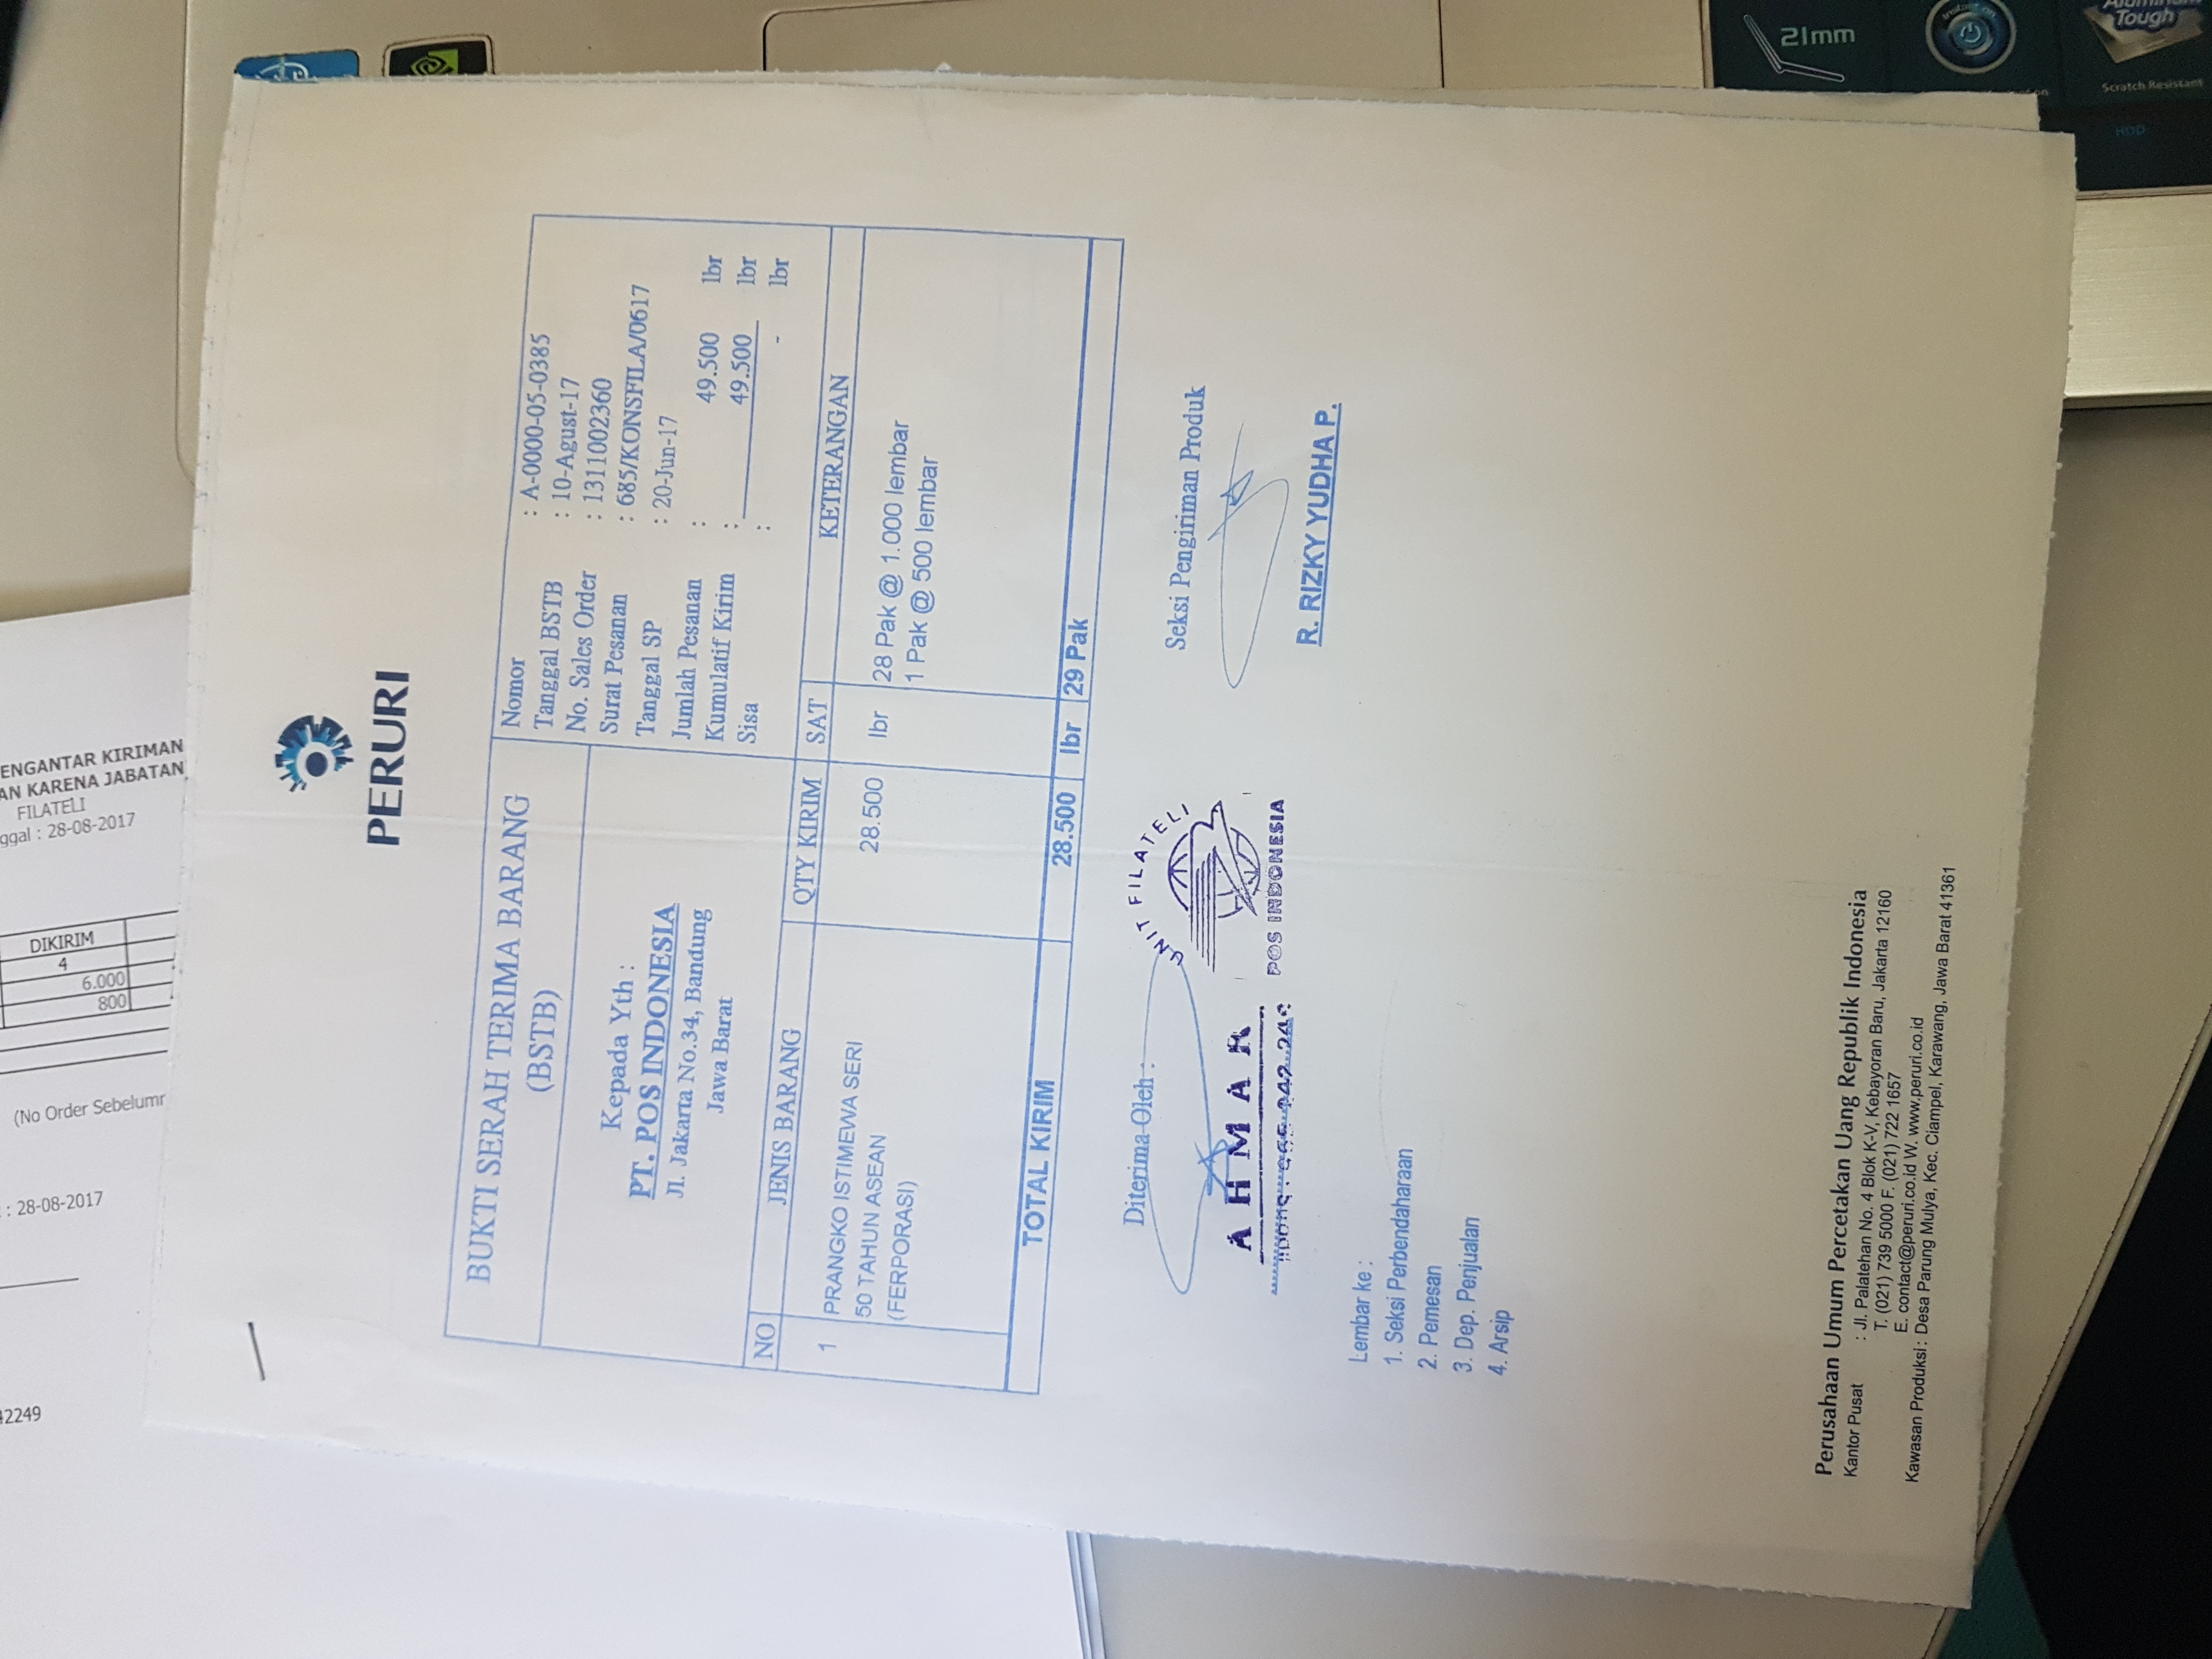 42249
: 28-08-2017
(No Order Sebelumr
DIKIRIM
4
6.000
800
ENGANTAR KIRIMAN
AN KARENA JABATAN
FILATELI
ggal : 28-08-2017
PERURI
BUKTI SERAH TERIMA BARANG
(BSTB)
Kepada Yth :
PT. POS INDONESIA
Jl. Jakarta No.34, Bandung
Jawa Barat
Nomor : A-0000-05-0385
Tanggal BSTB : 10-Agust-17
No. Sales Order : 1311002360
Surat Pesanan : 685/KONSFILA/0617
Tanggal SP : 20-Jun-17
Jumlah Pesanan : 49.500 lbr
Kumulatif Kirim : 49.500 lbr
Sisa : - lbr
NO JENIS BARANG QTY KIRIM SAT KETERANGAN
1 PRANGKO ISTIMEWA SERI 28.500 lbr 28 Pak @ 1.000 lembar
50 TAHUN ASEAN 1 Pak @ 500 lembar
(FERPORASI)
TOTAL KIRIM 28.500 lbr 29 Pak
Diterima Oleh :
AHMAR
UNIT FILATELI
POS INDONESIA
Seksi Pengiriman Produk
R. RIZKY YUDHA P.
Lembar ke :
1. Seksi Perbendaharaan
2. Pemesan
3. Dep. Penjualan
4. Arsip
Perusahaan Umum Percetakan Uang Republik Indonesia
Kantor Pusat : Jl. Palatehan No. 4 Blok K-V, Kebayoran Baru, Jakarta 12160
T. (021) 739 5000 F. (021) 722 1657
E. contact@peruri.co.id W. www.peruri.co.id
Kawasan Produksi : Desa Parung Mulya, Kec. Ciampel, Karawang, Jawa Barat 41361
21mm
HDD
Scratch Resistant
Tough